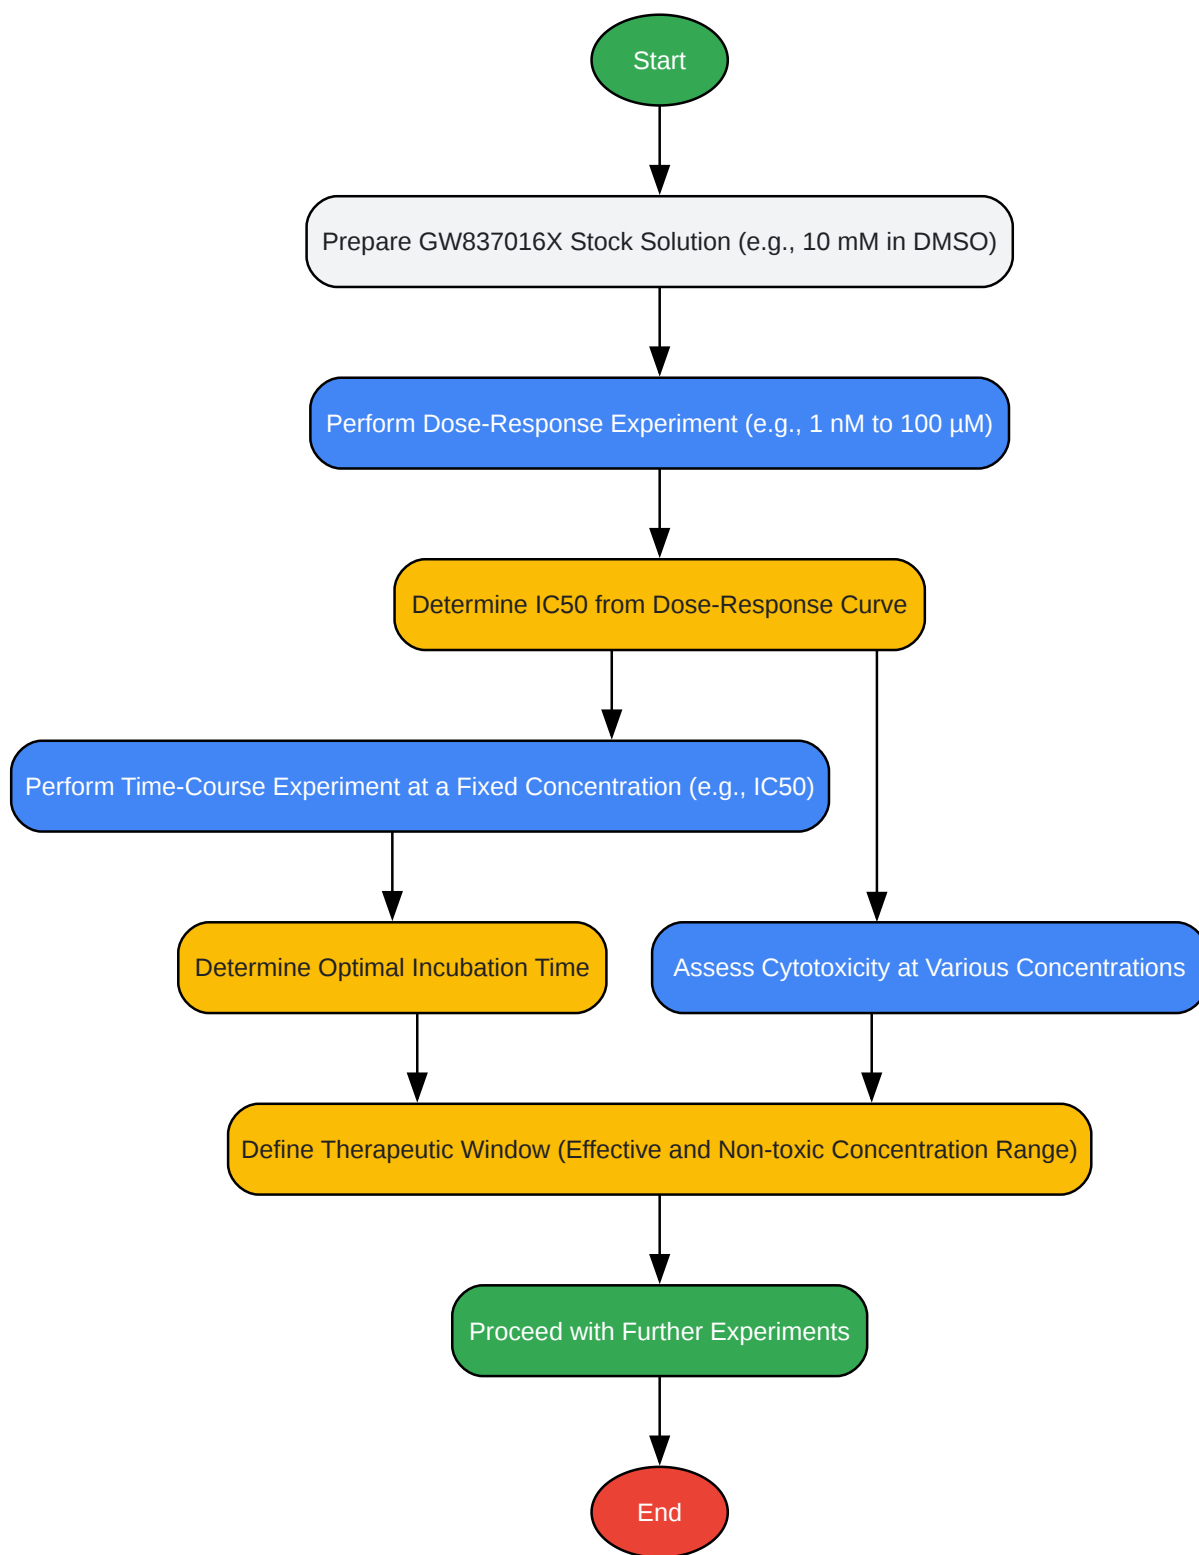 Start
Prepare GW837016X Stock Solution (e.g., 10 mM in DMSO)
Perform Dose-Response Experiment (e.g., 1 nM to 100 µM)
Determine IC50 from Dose-Response Curve
Perform Time-Course Experiment at a Fixed Concentration (e.g., IC50)
Determine Optimal Incubation Time
Assess Cytotoxicity at Various Concentrations
Define Therapeutic Window (Effective and Non-toxic Concentration Range)
Proceed with Further Experiments
End